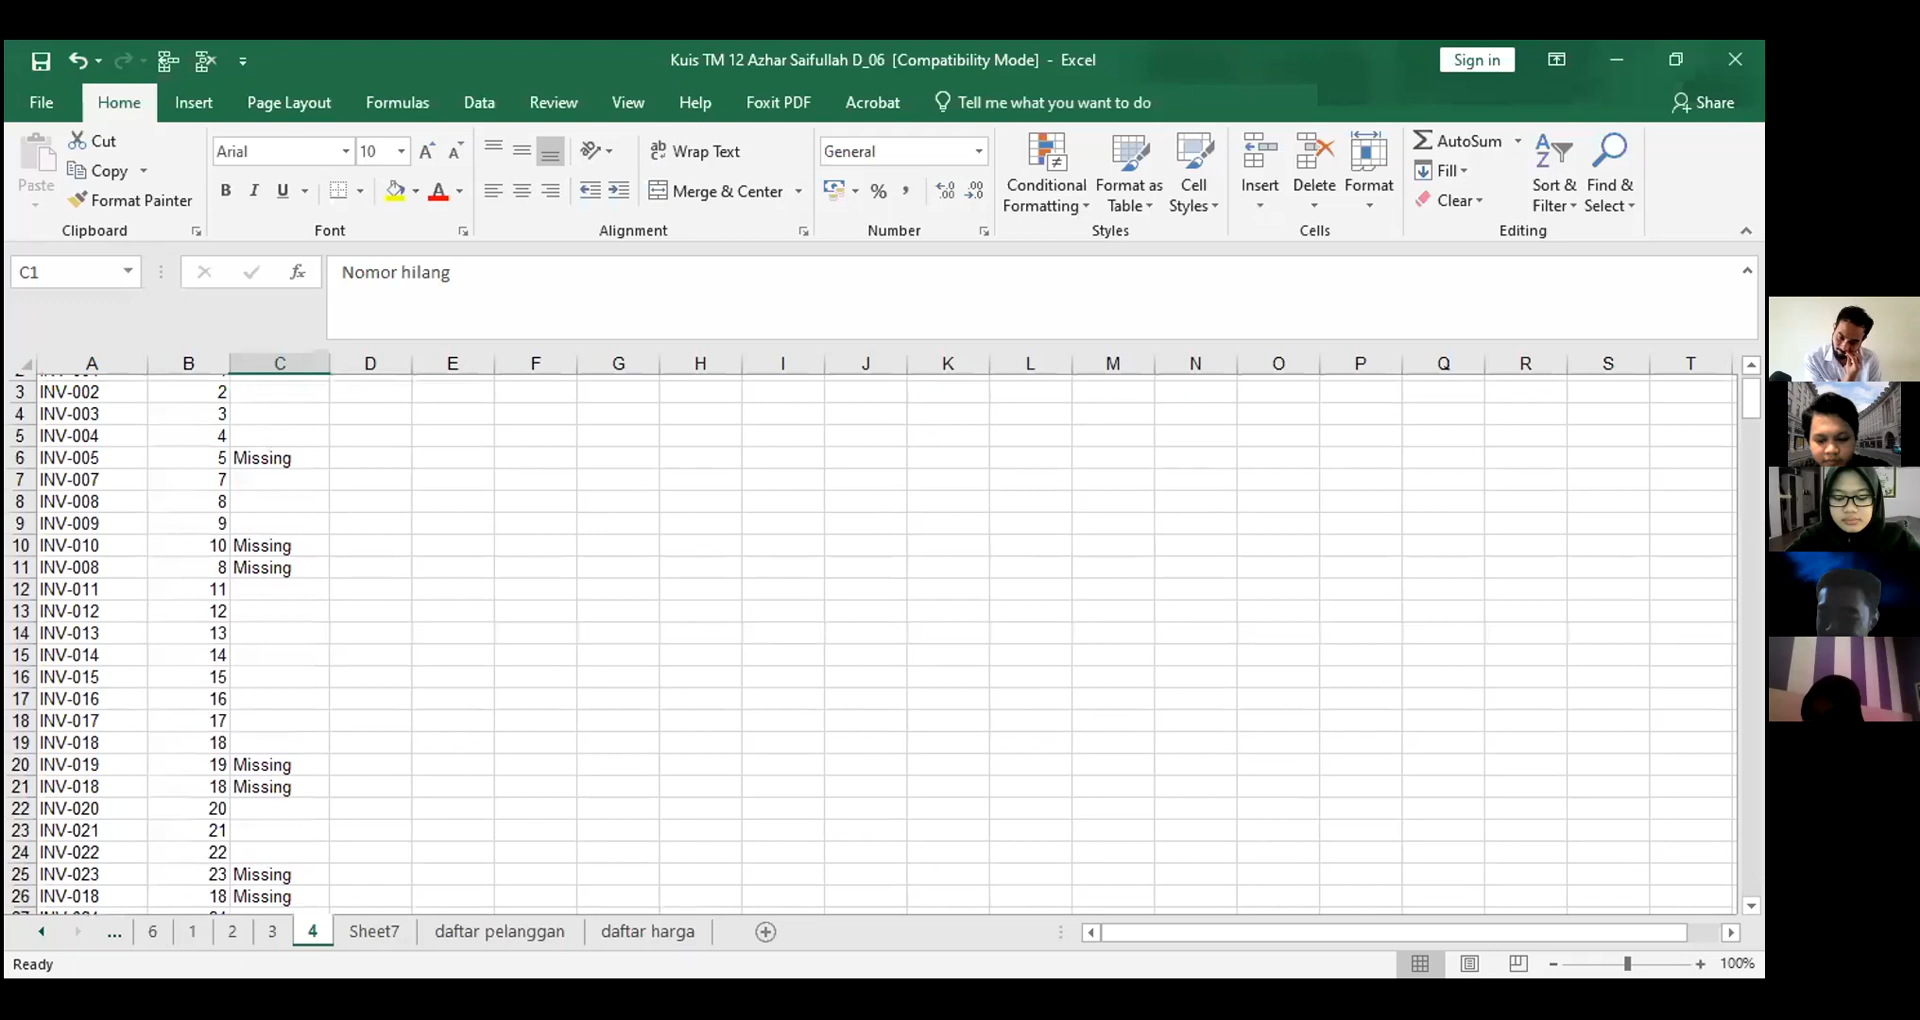 Kuis TM 12 Azhar Saifullah D_06 [Compatibility Mode] - Excel
Sign in
File Home Insert Page Layout Formulas Data Review View Help Foxit PDF Acrobat Tell me what you want to do Share
Paste Cut Copy Format Painter Clipboard
Arial 10 B I U A Font
Wrap Text Merge & Center Alignment
General % , Number
Conditional Formatting Format as Table Cell Styles Styles
Insert Delete Format Cells
AutoSum Fill Clear Sort & Filter Find & Select Editing
C1 fx Nomor hilang
A B C D E F G H I J K L M N O P Q R S T
3 INV-002 2
4 INV-003 3
5 INV-004 4
6 INV-005 5 Missing
7 INV-007 7
8 INV-008 8
9 INV-009 9
10 INV-010 10 Missing
11 INV-008 8 Missing
12 INV-011 11
13 INV-012 12
14 INV-013 13
15 INV-014 14
16 INV-015 15
17 INV-016 16
18 INV-017 17
19 INV-018 18
20 INV-019 19 Missing
21 INV-018 18 Missing
22 INV-020 20
23 INV-021 21
24 INV-022 22
25 INV-023 23 Missing
26 INV-018 18 Missing
... 6 1 2 3 4 Sheet7 daftar pelanggan daftar harga
Ready 100%